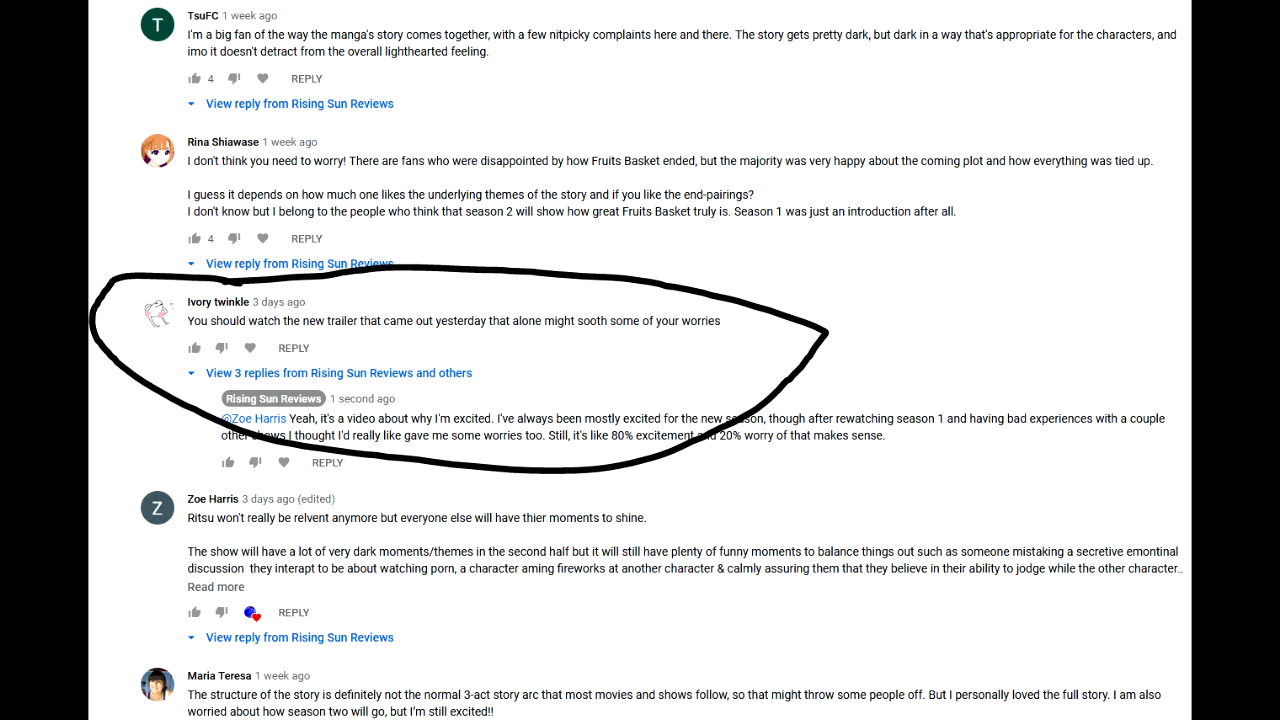 T
TsuFC 1 week ago
I'm a big fan of the way the manga's story comes together, with a few nitpicky complaints here and there. The story gets pretty dark, but dark in a way that's appropriate for the characters, and
imo it doesn't detract from the overall lighthearted feeling.
4 REPLY
View reply from Rising Sun Reviews
Rina Shiawase 1 week ago
I don't think you need to worry! There are fans who were disappointed by how Fruits Basket ended, but the majority was very happy about the coming plot and how everything was tied up.
I guess it depends on how much one likes the underlying themes of the story and if you like the end-pairings?
I don't know but I belong to the people who think that season 2 will show how great Fruits Basket truly is. Season 1 was just an introduction after all.
4 REPLY
View reply from Rising Sun Reviews
Ivory twinkle 3 days ago
You should watch the new trailer that came out yesterday that alone might sooth some of your worries
REPLY
View 3 replies from Rising Sun Reviews and others
Rising Sun Reviews 1 second ago
@Zoe Harris Yeah, it's a video about why I'm excited. I've always been mostly excited for the new season, though after rewatching season 1 and having bad experiences with a couple
other shows I thought I'd really like gave me some worries too. Still, it's like 80% excitement and 20% worry of that makes sense.
REPLY
Z
Zoe Harris 3 days ago (edited)
Ritsu won't really be relvent anymore but everyone else will have thier moments to shine.
The show will have a lot of very dark moments/themes in the second half but it will still have plenty of funny moments to balance things out such as someone mistaking a secretive emontinal
discussion they interapt to be about watching porn, a character aming fireworks at another character & calmly assuring them that they believe in their ability to jodge while the other character...
Read more
REPLY
View reply from Rising Sun Reviews
Maria Teresa 1 week ago
The structure of the story is definitely not the normal 3-act story arc that most movies and shows follow, so that might throw some people off. But I personally loved the full story. I am also
worried about how season two will go, but I'm still excited!!